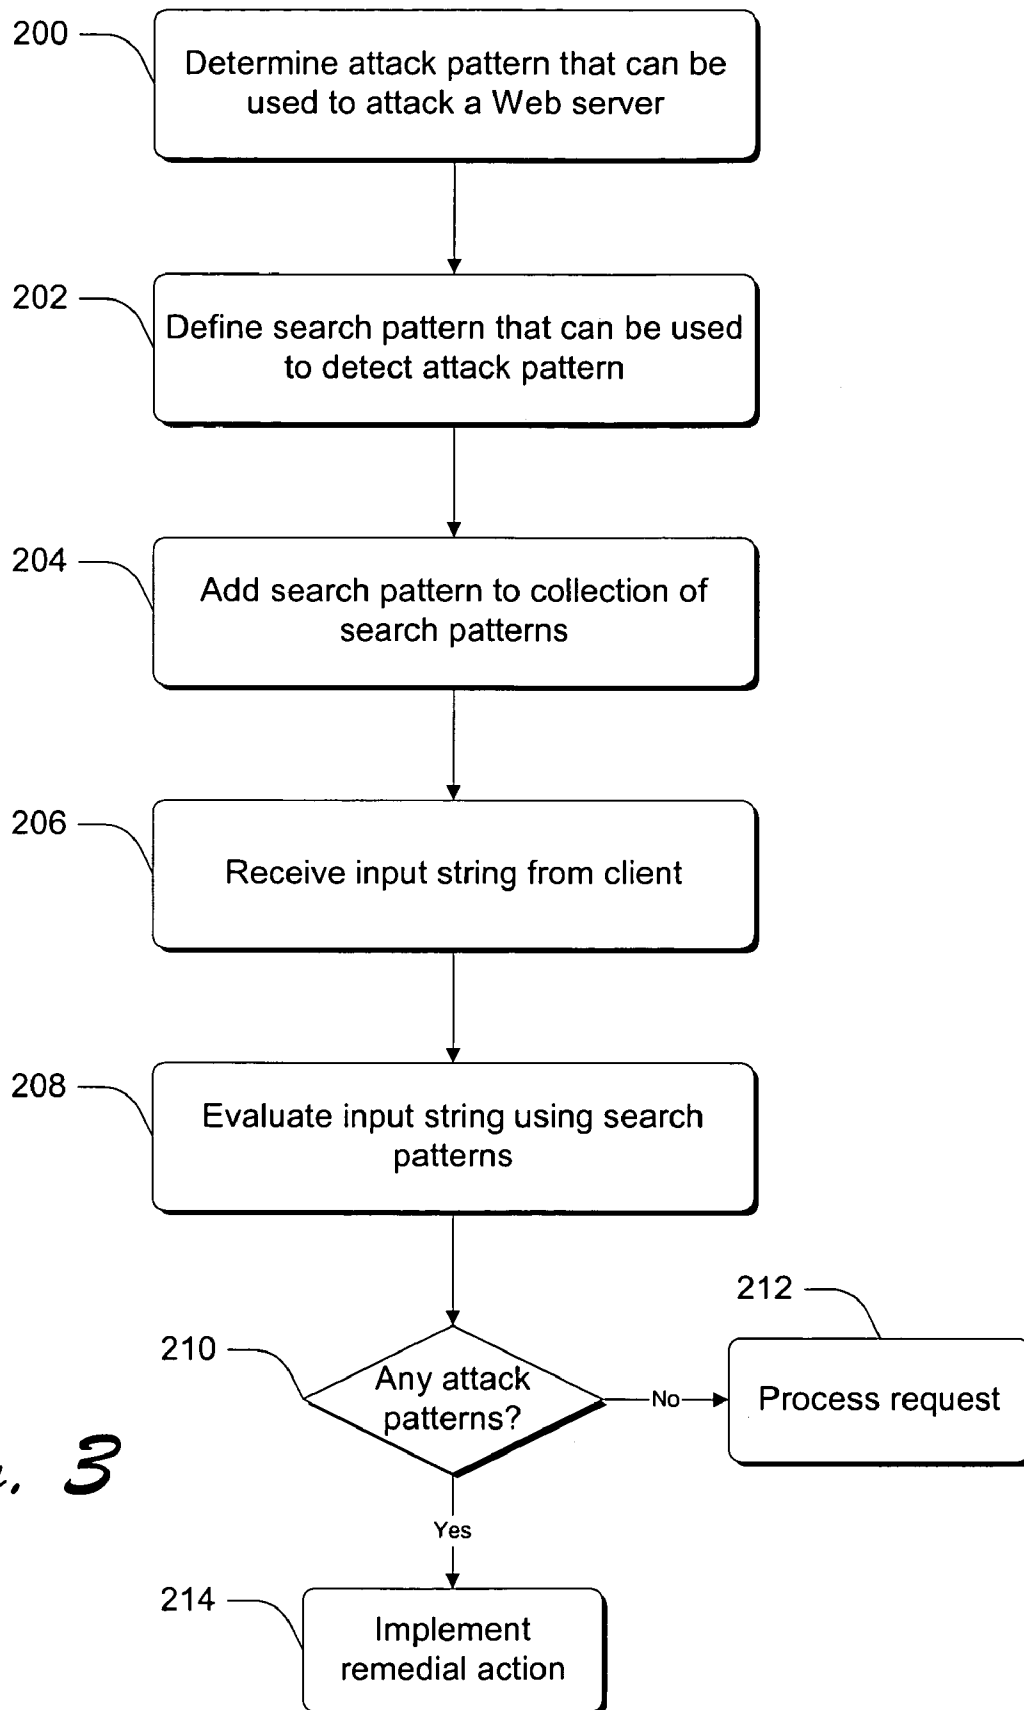 200
Determine attack pattern that can be
used to attack a Web server
202
Define search pattern that can be used
to detect attack pattern
204
Add search pattern to collection of
search patterns
206
Receive input string from client
208
Evaluate input string using search
patterns
210
Any attack
patterns?
No
212
Process request
3
Yes
214
Implement
remedial action